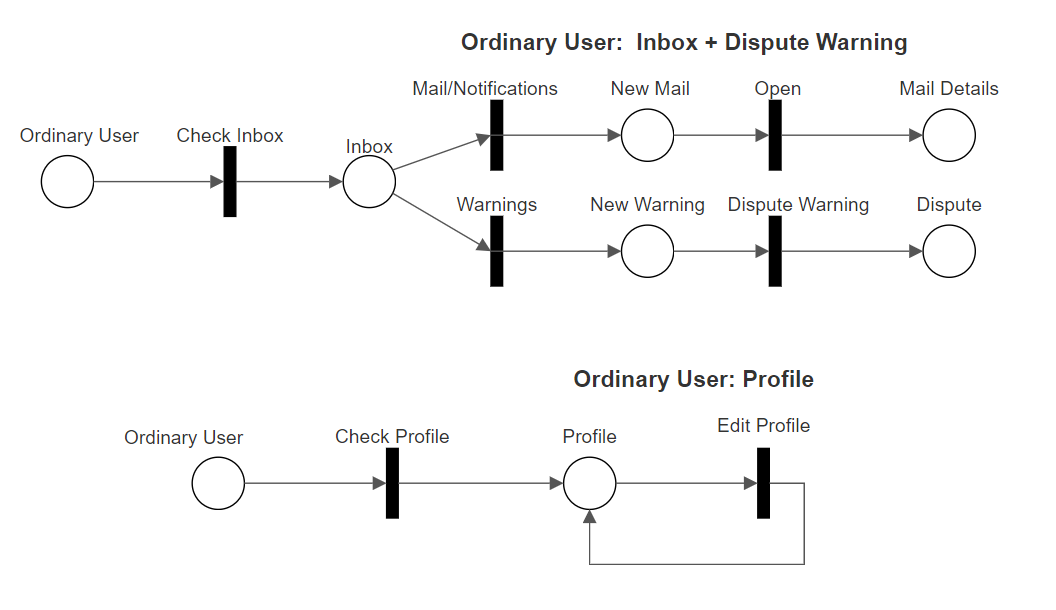 Ordinary User:  Inbox + Dispute Warning
Mail/Notifications
New Mail
Open
Mail Details
Ordinary User
Check Inbox
Inbox
Warnings
New Warning
Dispute Warning
Dispute
Ordinary User: Profile
Edit Profile
Ordinary User
Check Profile
Profile